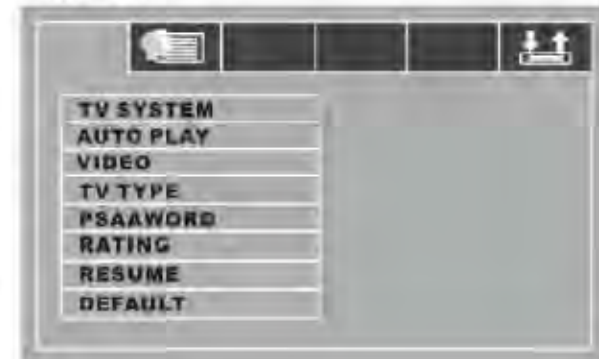 TV SYSTEM
AUTO PLAY
VIDEO
TV TYPE
PSAAWORD
RATING
RESUME
DEFAULT